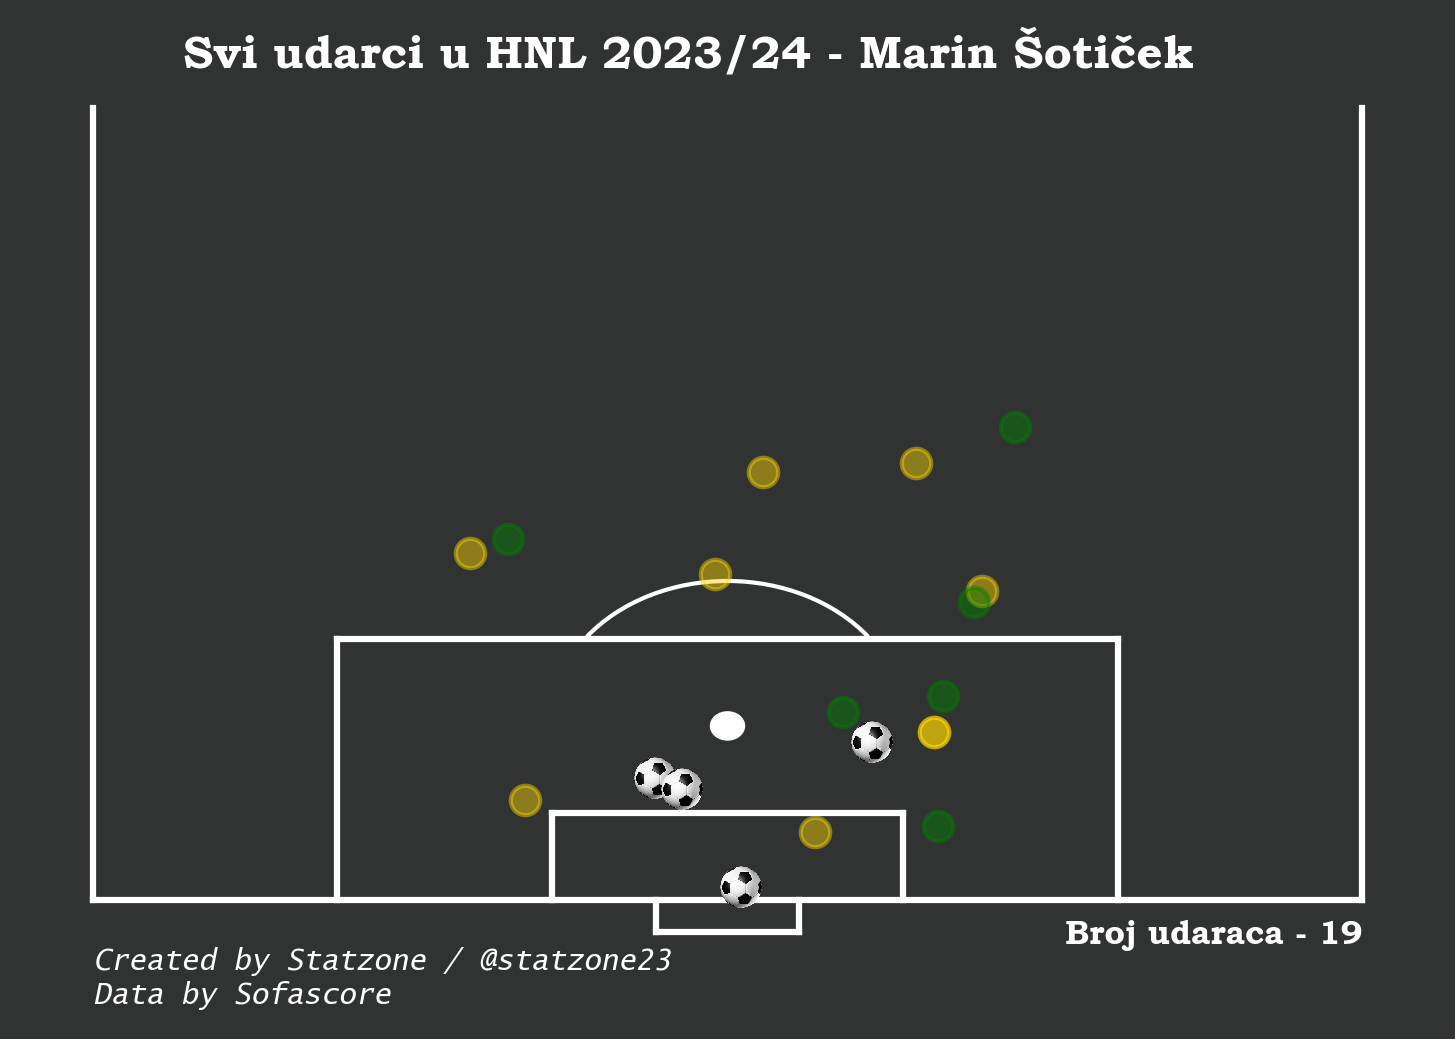 Svi udarci u HNL 2023/24 - Marin Šotiček
Broj udaraca - 19
Created by Statzone / @statzone23
Data by Sofascore